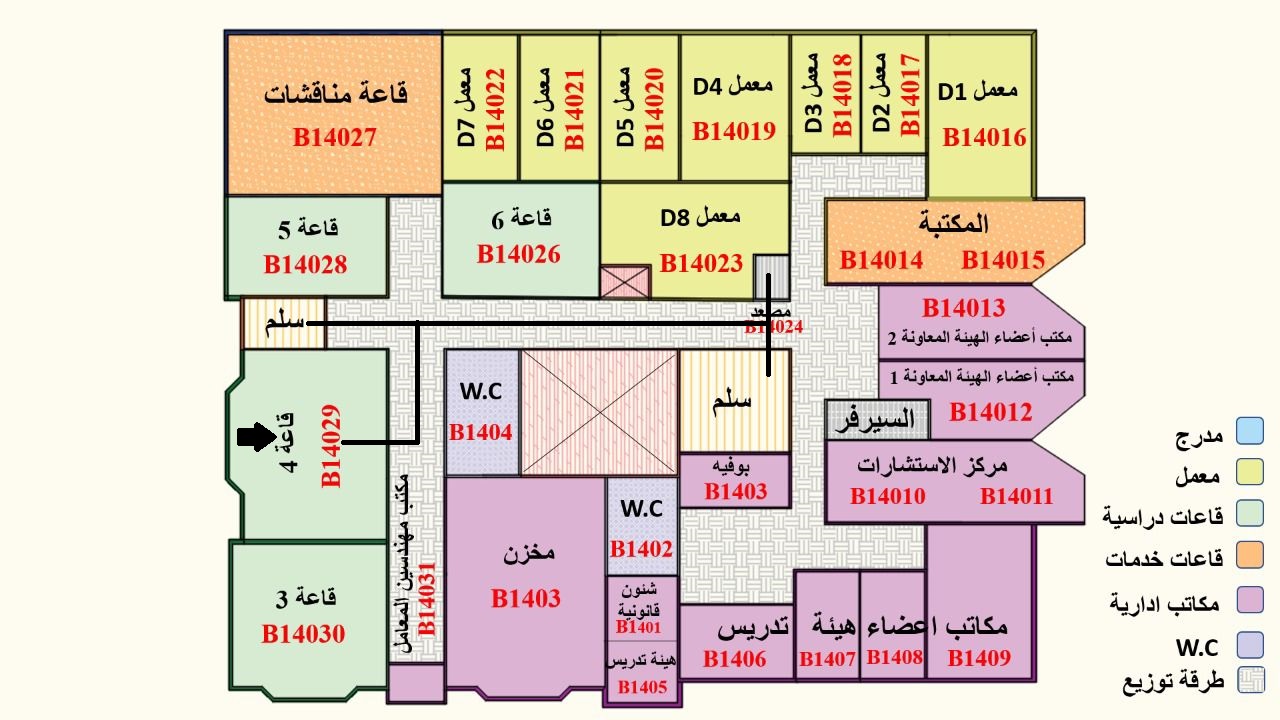 قاعة مناقشات
B14027
معمل D7
B14022
معمل D6
B14021
معمل D5
B14020
معمل D4
B14019
معمل D3
B14018
معمل D2
B14017
معمل D1
B14016
قاعة 5
B14028
قاعة 6
B14026
معمل D8
B14023
المكتبة
B14014 B14015
B14013
مكتب أعضاء الهيئة المعاونة 2
سلم
مصعد
B14024
مكتب أعضاء الهيئة المعاونة 1
B14012
قاعة 4
B14029
W.C
B1404
سلم
السيرفر
بوفيه
B1403
مركز الاستشارات
B14010 B14011
مكتب مهندسين المعامل
B14031
مخزن
B1403
W.C
B1402
قاعة 3
B14030
شئون
قانونية
B1401
هيئة تدريس
B1405
مكاتب اعضاء هيئة تدريس
B1406 B1407 B1408 B1409
مدرج
معمل
قاعات دراسية
قاعات خدمات
مكاتب ادارية
W.C
طرقة توزيع